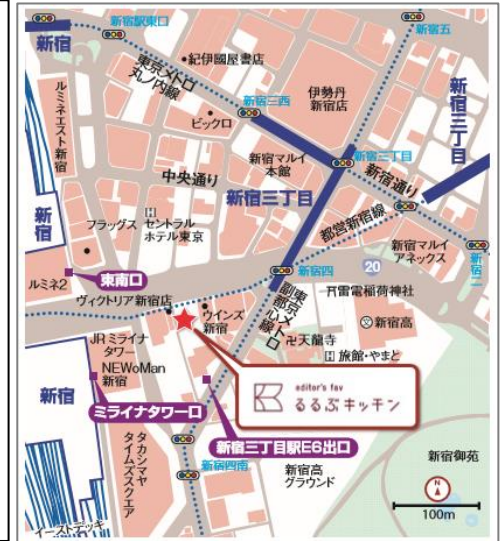 新宿駅東口
新宿五
新宿
紀伊國屋書店
東京メトロ
丸ノ内線
伊勢丹
新宿店
ルミネエスト新宿
ビックロ
新宿三西
新宿三丁目
新宿三丁目
新宿マルイ
本館
新宿通り
中央通り
新宿三丁目
都営新宿線
新宿
フラッグス
H セントラル
ホテル東京
新宿マルイ
アネックス
新宿二
ルミネ2
東南口
新宿四
20
ヴィクトリア新宿店
ウインズ
新宿
東京メトロ
副都心線
雷電稲荷神社
文 新宿高
卍天龍寺
JRミライナ
タワー
H 旅館・やまと
NEWoMan
新宿
新宿
editor's fav
るるぶキッチン
ミライナタワー口
新宿三丁目駅E6出口
タカシマヤ
タイムズスクエア
新宿四南
新宿高
グラウンド
新宿御苑
N
100m
イーストデッキ